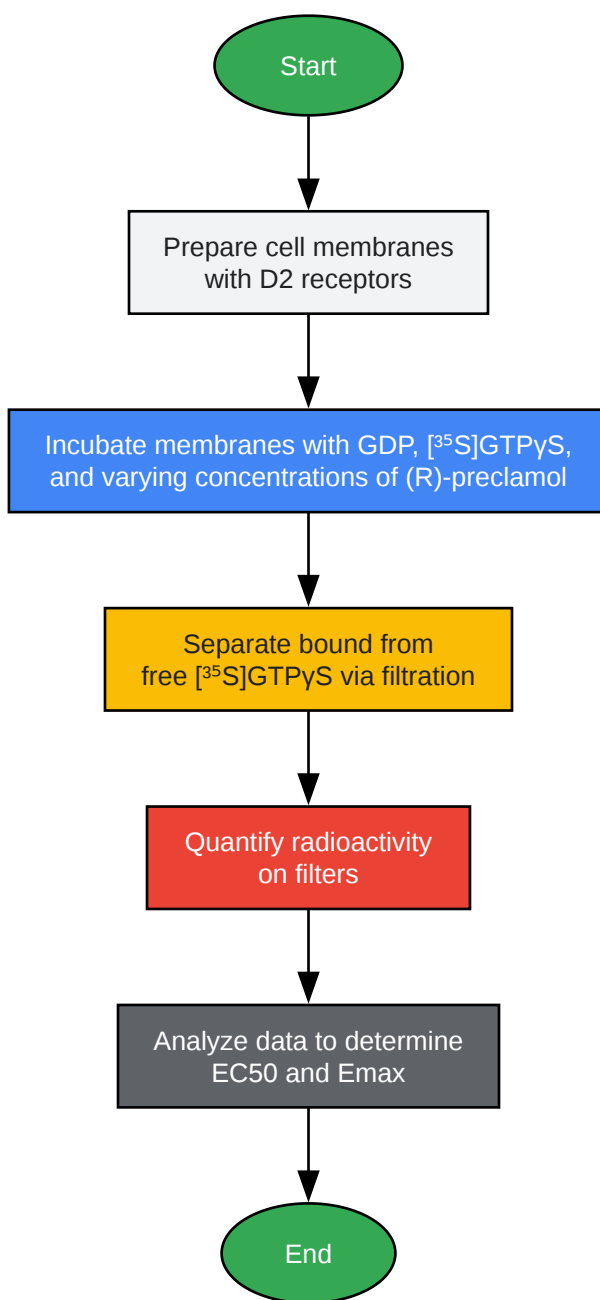 Start
Prepare cell membranes
with D2 receptors
Incubate membranes with GDP, [³⁵S]GTPγS,
and varying concentrations of (R)-preclamol
Separate bound from
free [³⁵S]GTPγS via filtration
Quantify radioactivity
on filters
Analyze data to determine
EC50 and Emax
End